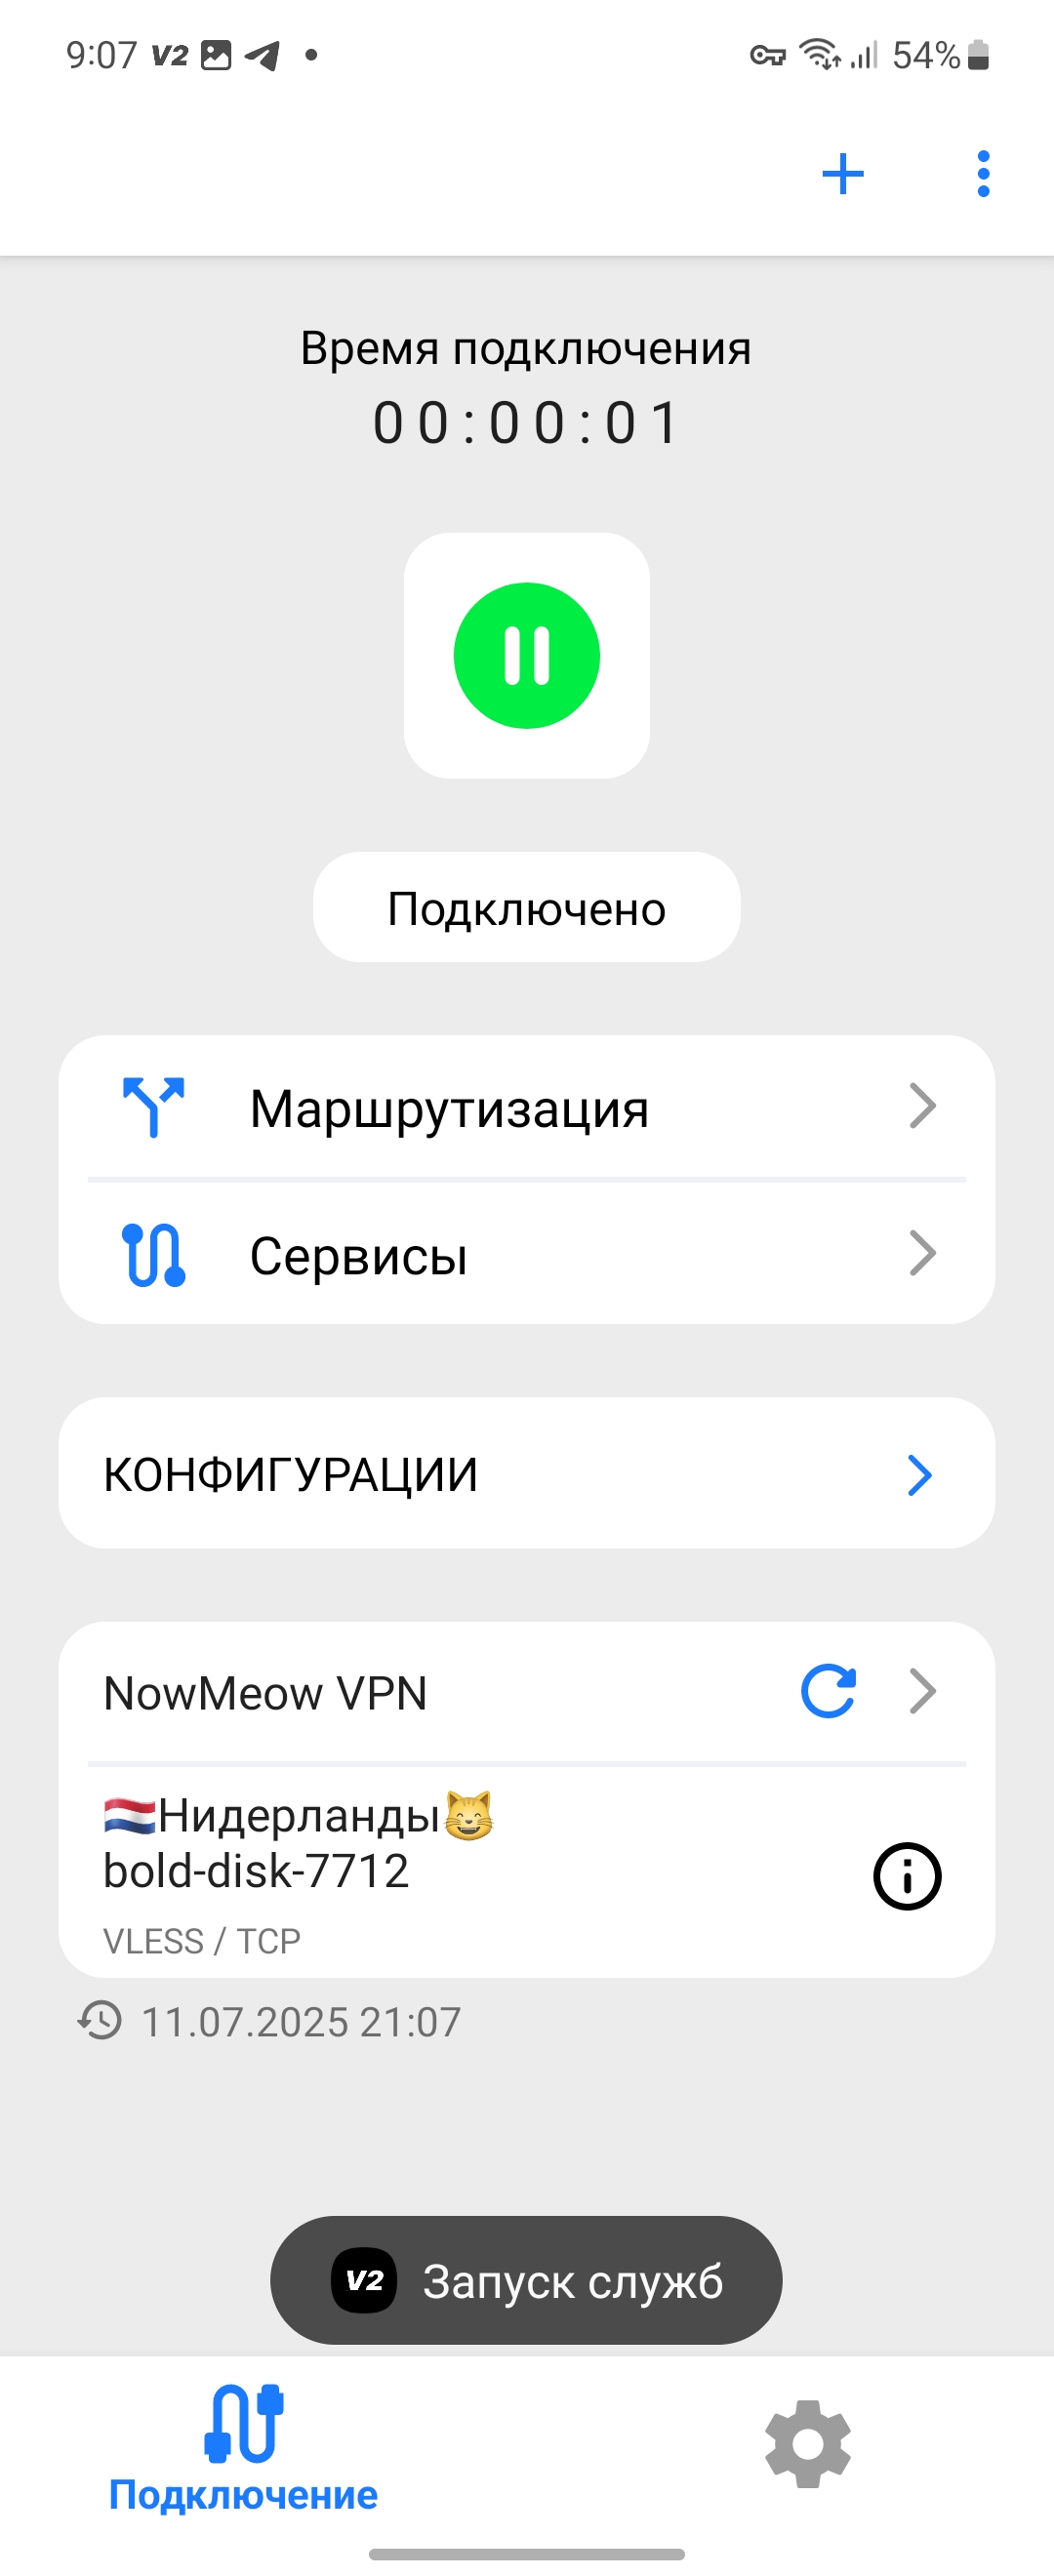 9:07 V2 54%
Время подключения
00:00:01
Подключено
Маршрутизация
Сервисы
КОНФИГУРАЦИИ
NowMeow VPN
🇳🇱Нидерланды😸
bold-disk-7712
VLESS / TCP
11.07.2025 21:07
V2 Запуск служб
Подключение